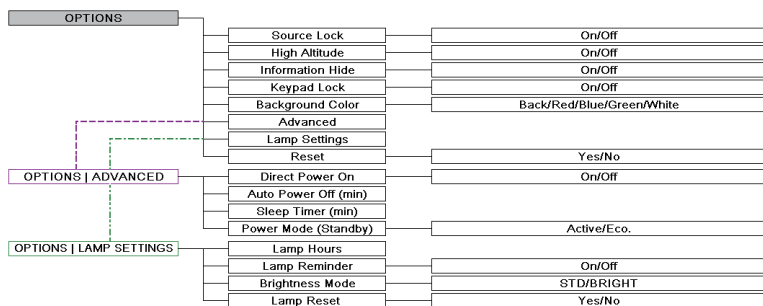 OPTIONS
Source Lock On/Off
High Altitude On/Off
Information Hide On/Off
Keypad Lock On/Off
Background Color Back/Red/Blue/Green/White
Advanced
Lamp Settings
Reset Yes/No
OPTIONS | ADVANCED Direct Power On On/Off
Auto Power Off (min)
Sleep Timer (min)
Power Mode (Standby) Active/Eco.
OPTIONS | LAMP SETTINGS Lamp Hours
Lamp Reminder On/Off
Brightness Mode STD/BRIGHT
Lamp Reset Yes/No